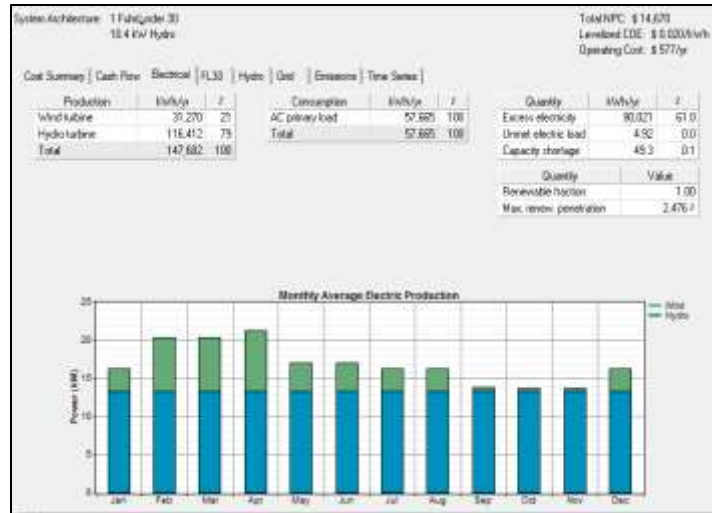 System Architecture: 1 Fuhrländer 30
10.4 kW Hydro
Total NPC: $ 14,670
Levelized COE: $ 0.020/kWh
Operating Cost: $ 577/yr
Cost Summary Cash Flow Electrical FL30 Hydro Grid Emissions Time Series
Production kWh/yr %
Wind turbine 31,270 21
Hydro turbine 116,412 79
Total 147,682 100
Consumption kWh/yr %
AC primary load 57,665 100
Total 57,665 100
Quantity kWh/yr %
Excess electricity 90,021 61.0
Unmet electric load 4.92 0.0
Capacity shortage 49.3 0.1
Quantity Value
Renewable fraction 1.00
Max. renew. penetration 2,476 %
Monthly Average Electric Production
Wind
Hydro
Power (kW)
25
20
15
10
5
0
Jan Feb Mar Apr May Jun Jul Aug Sep Oct Nov Dec